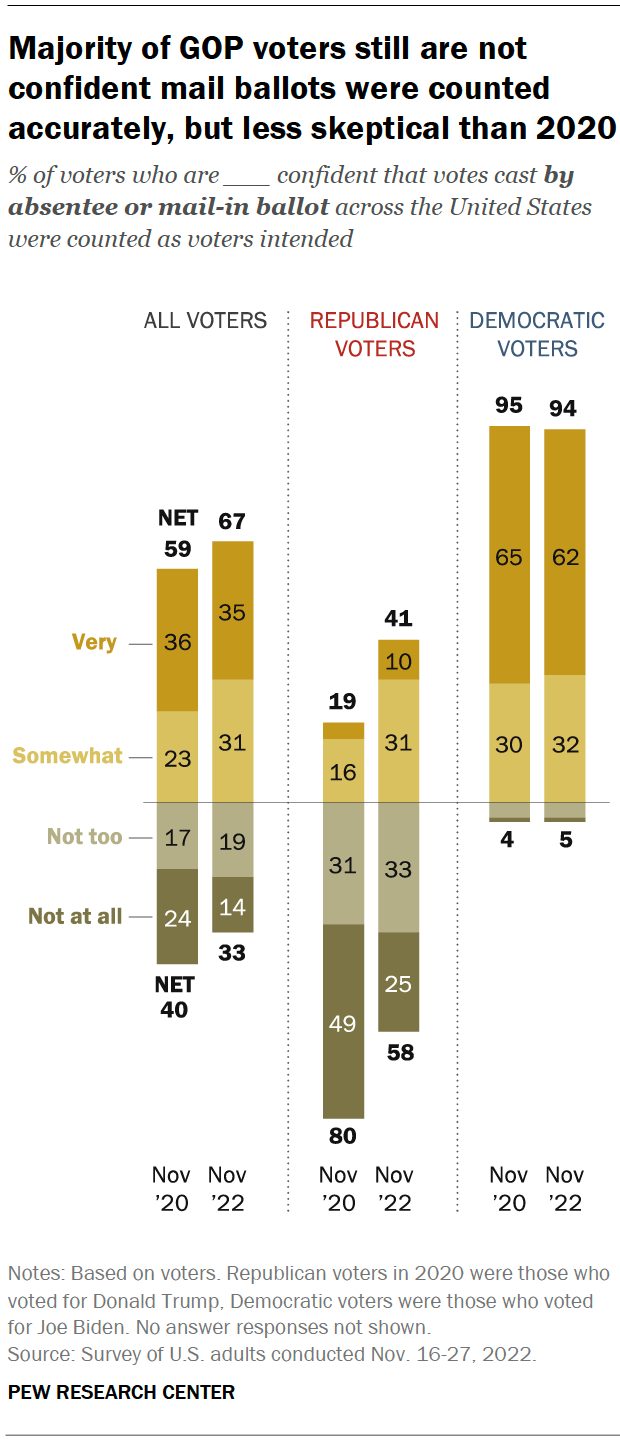 Majority of GOP voters still are not
confident mail ballots were counted
accurately, but less skeptical than 2020
% of voters who are ___ confident that votes cast by
absentee or mail-in ballot across the United States
were counted as voters intended
ALL VOTERS
REPUBLICAN
VOTERS
DEMOCRATIC
VOTERS
95 94
NET 67
59
65 62
35
Very 36
41
10
19
Somewhat 23 31 16 31 30 32
Not too 17 19 31 33 4 5
Not at all 24 14
33
NET
40
49 25
58
80
Nov
’20
Nov
’22
Nov
’20
Nov
’22
Nov
’20
Nov
’22
Notes: Based on voters. Republican voters in 2020 were those who
voted for Donald Trump, Democratic voters were those who voted
for Joe Biden. No answer responses not shown.
Source: Survey of U.S. adults conducted Nov. 16-27, 2022.
PEW RESEARCH CENTER